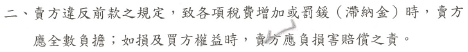 二、賣方違反前款之規定，致各項稅費增加或罰鍰（滯納金）時，賣方
應全數負擔；如損及買方權益時，賣方應負損害賠償之責。